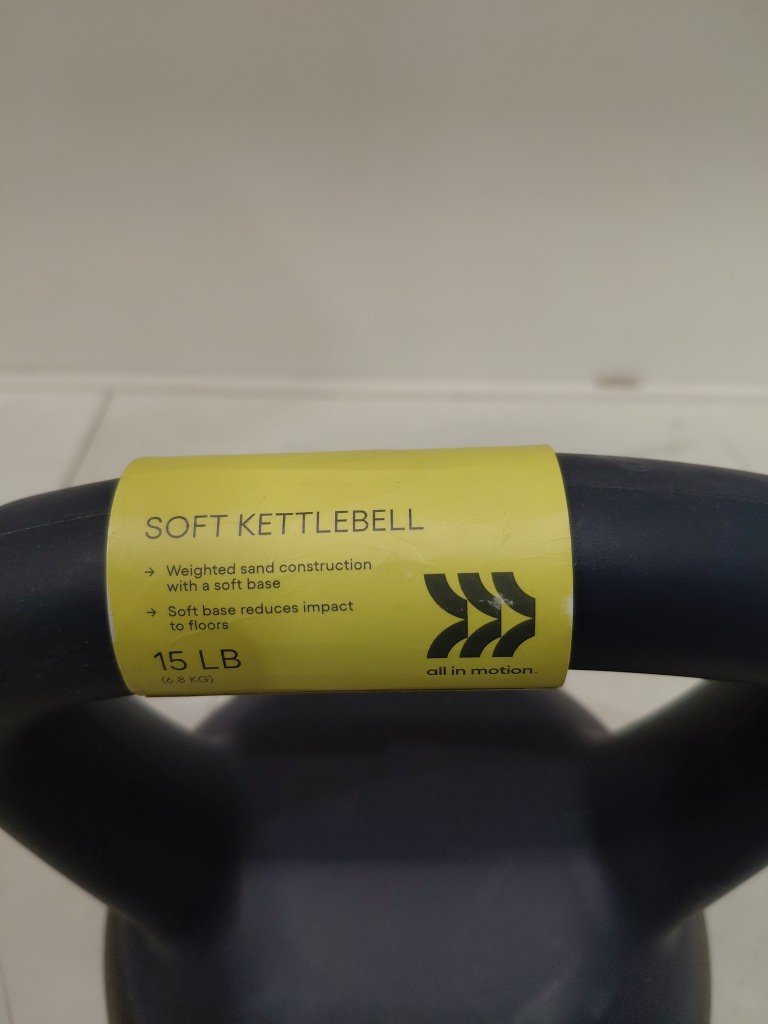 SOFT KETTLEBELL
→ Weighted sand construction
with a soft base
→ Soft base reduces impact
to floors
15 LB
(6.8 KG)
all in motion™